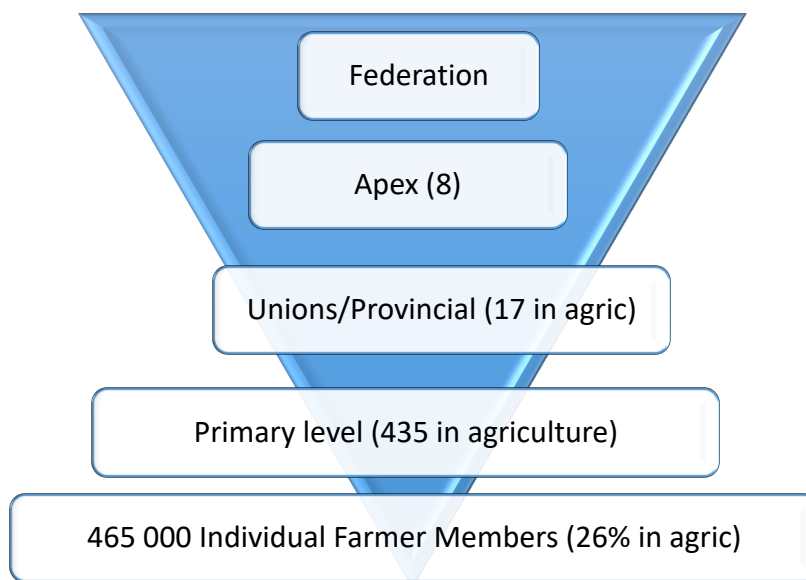 Federation
Apex (8)
Unions/Provincial (17 in agric)
Primary level (435 in agriculture)
465 000 Individual Farmer Members (26% in agric)